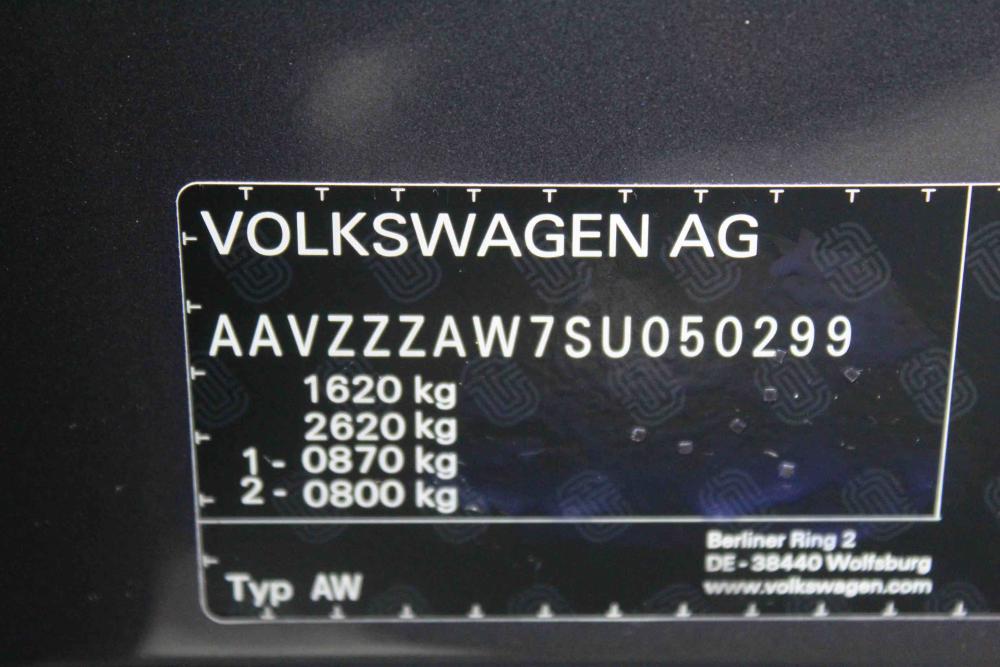 VOLKSWAGEN AG
AAVZZZAW7SU050299
1620 kg
2620 kg
1 - 0870 kg
2 - 0800 kg
Berliner Ring 2
DE - 38440 Wolfsburg
www.volkswagen.com
Typ AW